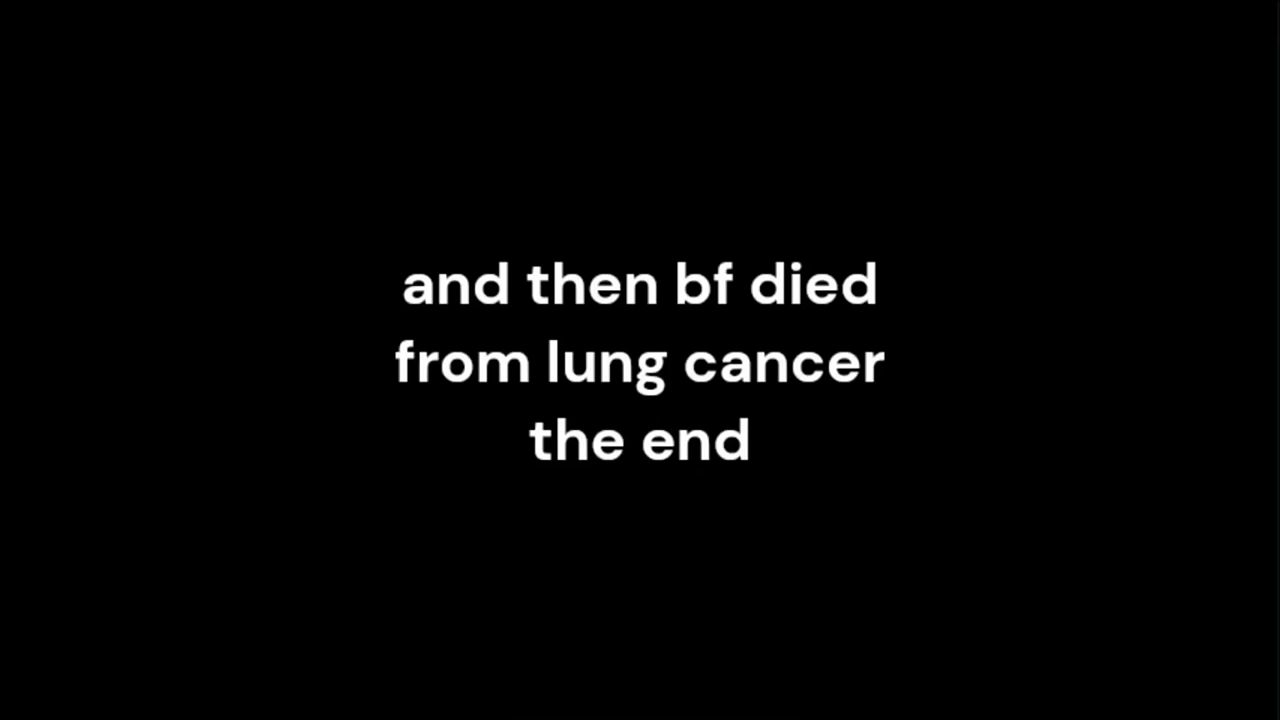 and then bf died
from lung cancer
the end